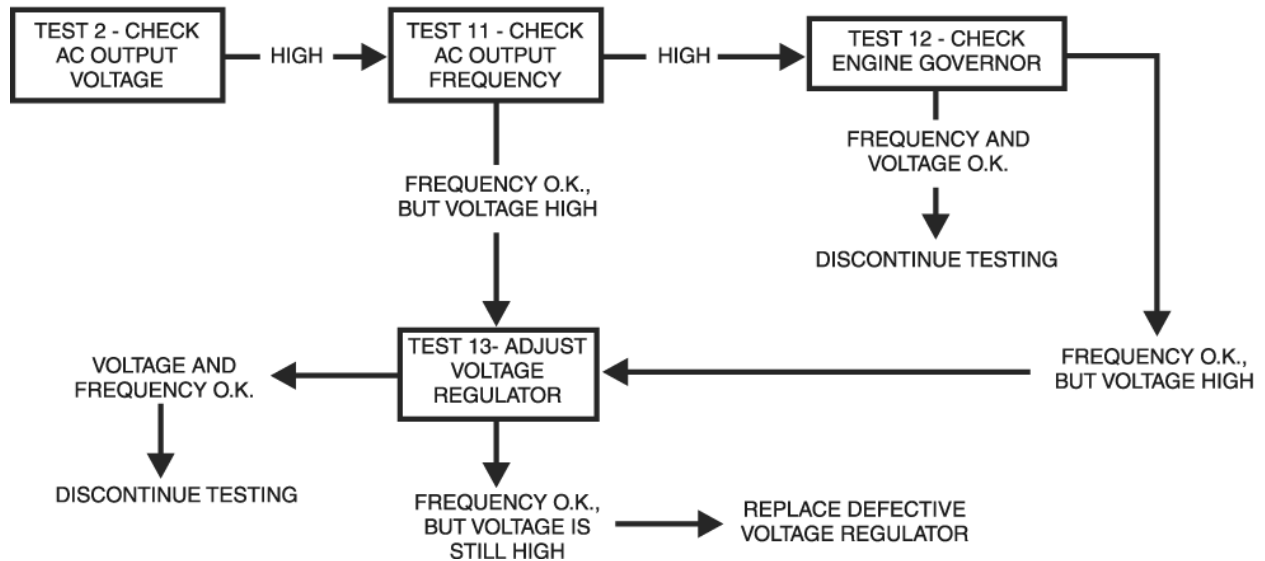 TEST 2 - CHECK
AC OUTPUT
VOLTAGE
HIGH
TEST 11 - CHECK
AC OUTPUT
FREQUENCY
HIGH
TEST 12 - CHECK
ENGINE GOVERNOR
FREQUENCY AND
VOLTAGE O.K.
DISCONTINUE TESTING
FREQUENCY O.K.,
BUT VOLTAGE HIGH
FREQUENCY O.K.,
BUT VOLTAGE HIGH
TEST 13- ADJUST
VOLTAGE
REGULATOR
VOLTAGE AND
FREQUENCY O.K.
DISCONTINUE TESTING
FREQUENCY O.K.,
BUT VOLTAGE IS
STILL HIGH
REPLACE DEFECTIVE
VOLTAGE REGULATOR